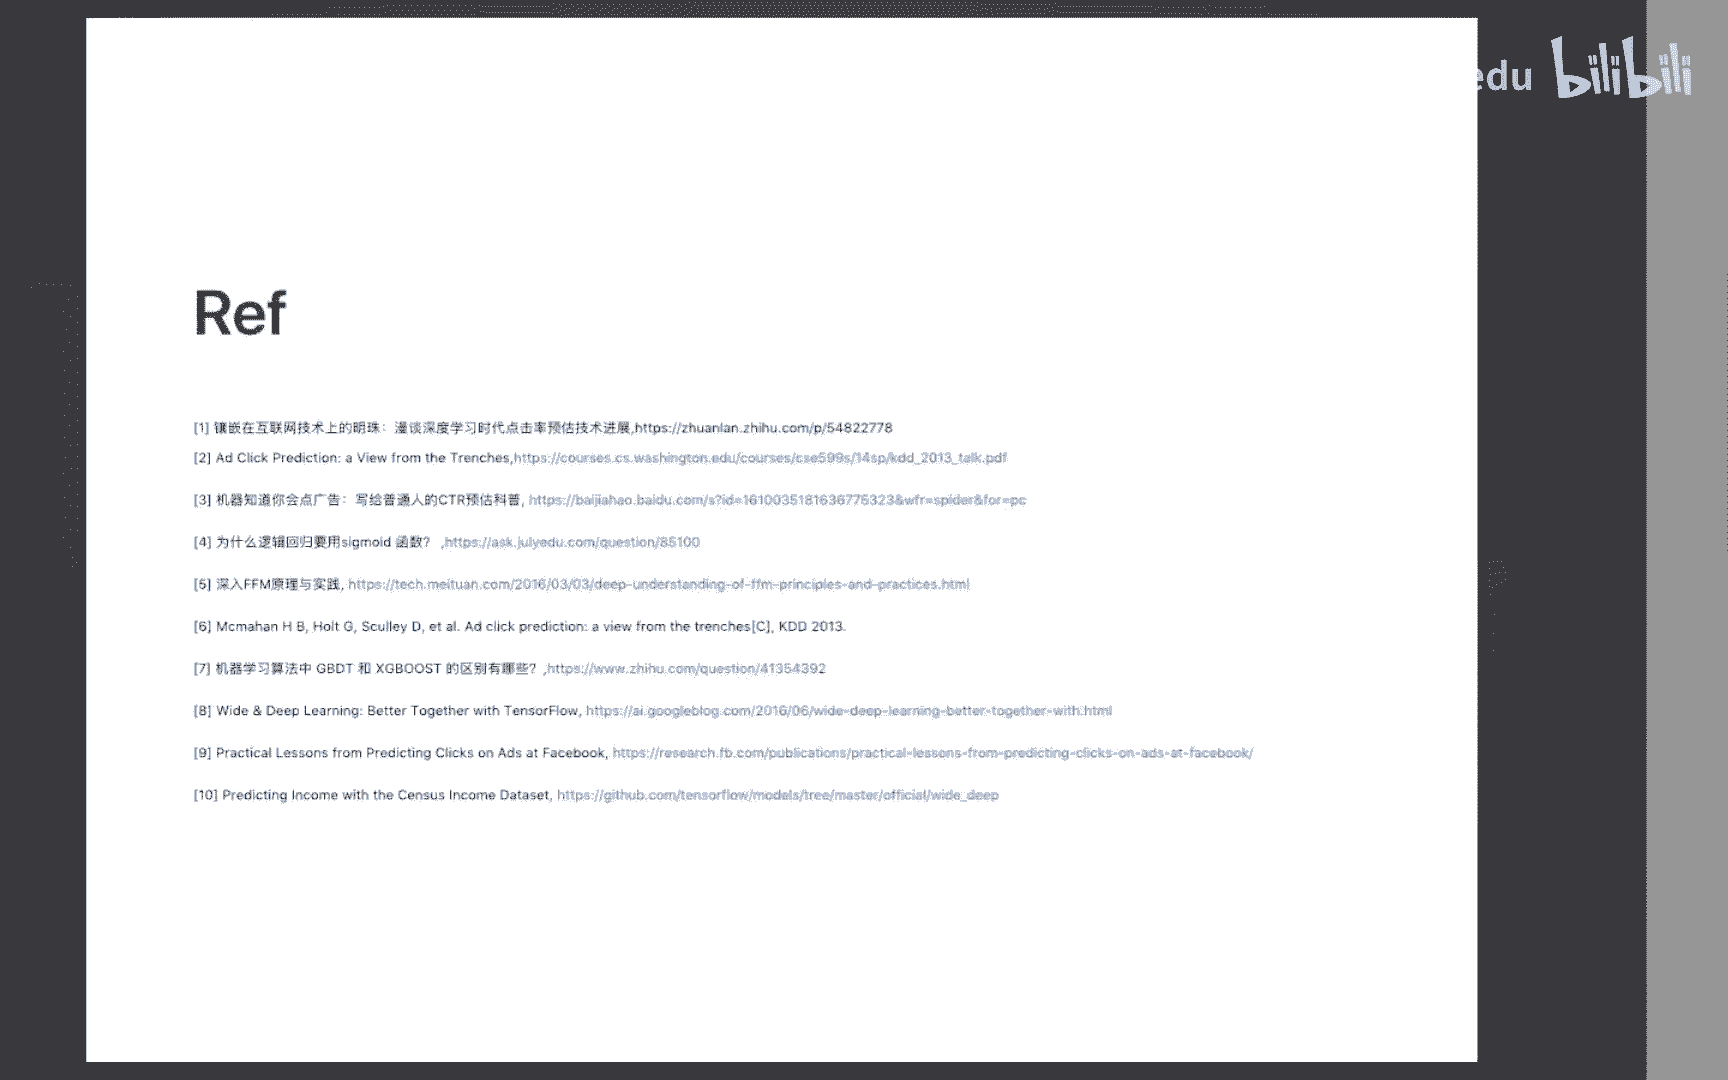 edu bilibili
Ref
[1] 镶嵌在互联网技术上的明珠：漫谈深度学习时代点击率预估技术进展,https://zhuanlan.zhihu.com/p/54822778
[2] Ad Click Prediction: a View from the Trenches,https://courses.cs.washington.edu/courses/cse599s/14sp/kdd_2013_talk.pdf
[3] 机器知道你会点广告：写给普通人的CTR预估科普, https://baijiahao.baidu.com/s?id=1610035181636775323&wfr=spider&for=pc
[4] 为什么逻辑回归要用sigmoid 函数？ ,https://ask.julyedu.com/question/85100
[5] 深入FFM原理与实践, https://tech.meituan.com/2016/03/03/deep-understanding-of-ffm-principles-and-practices.html
[6] Mcmahan H B, Holt G, Sculley D, et al. Ad click prediction: a view from the trenches[C], KDD 2013.
[7] 机器学习算法中 GBDT 和 XGBOOST 的区别有哪些？,https://www.zhihu.com/question/41354392
[8] Wide & Deep Learning: Better Together with TensorFlow, https://ai.googleblog.com/2016/06/wide-deep-learning-better-together-with.html
[9] Practical Lessons from Predicting Clicks on Ads at Facebook, https://research.fb.com/publications/practical-lessons-from-predicting-clicks-on-ads-at-facebook/
[10] Predicting Income with the Census Income Dataset, https://github.com/tensorflow/models/tree/master/official/wide_deep